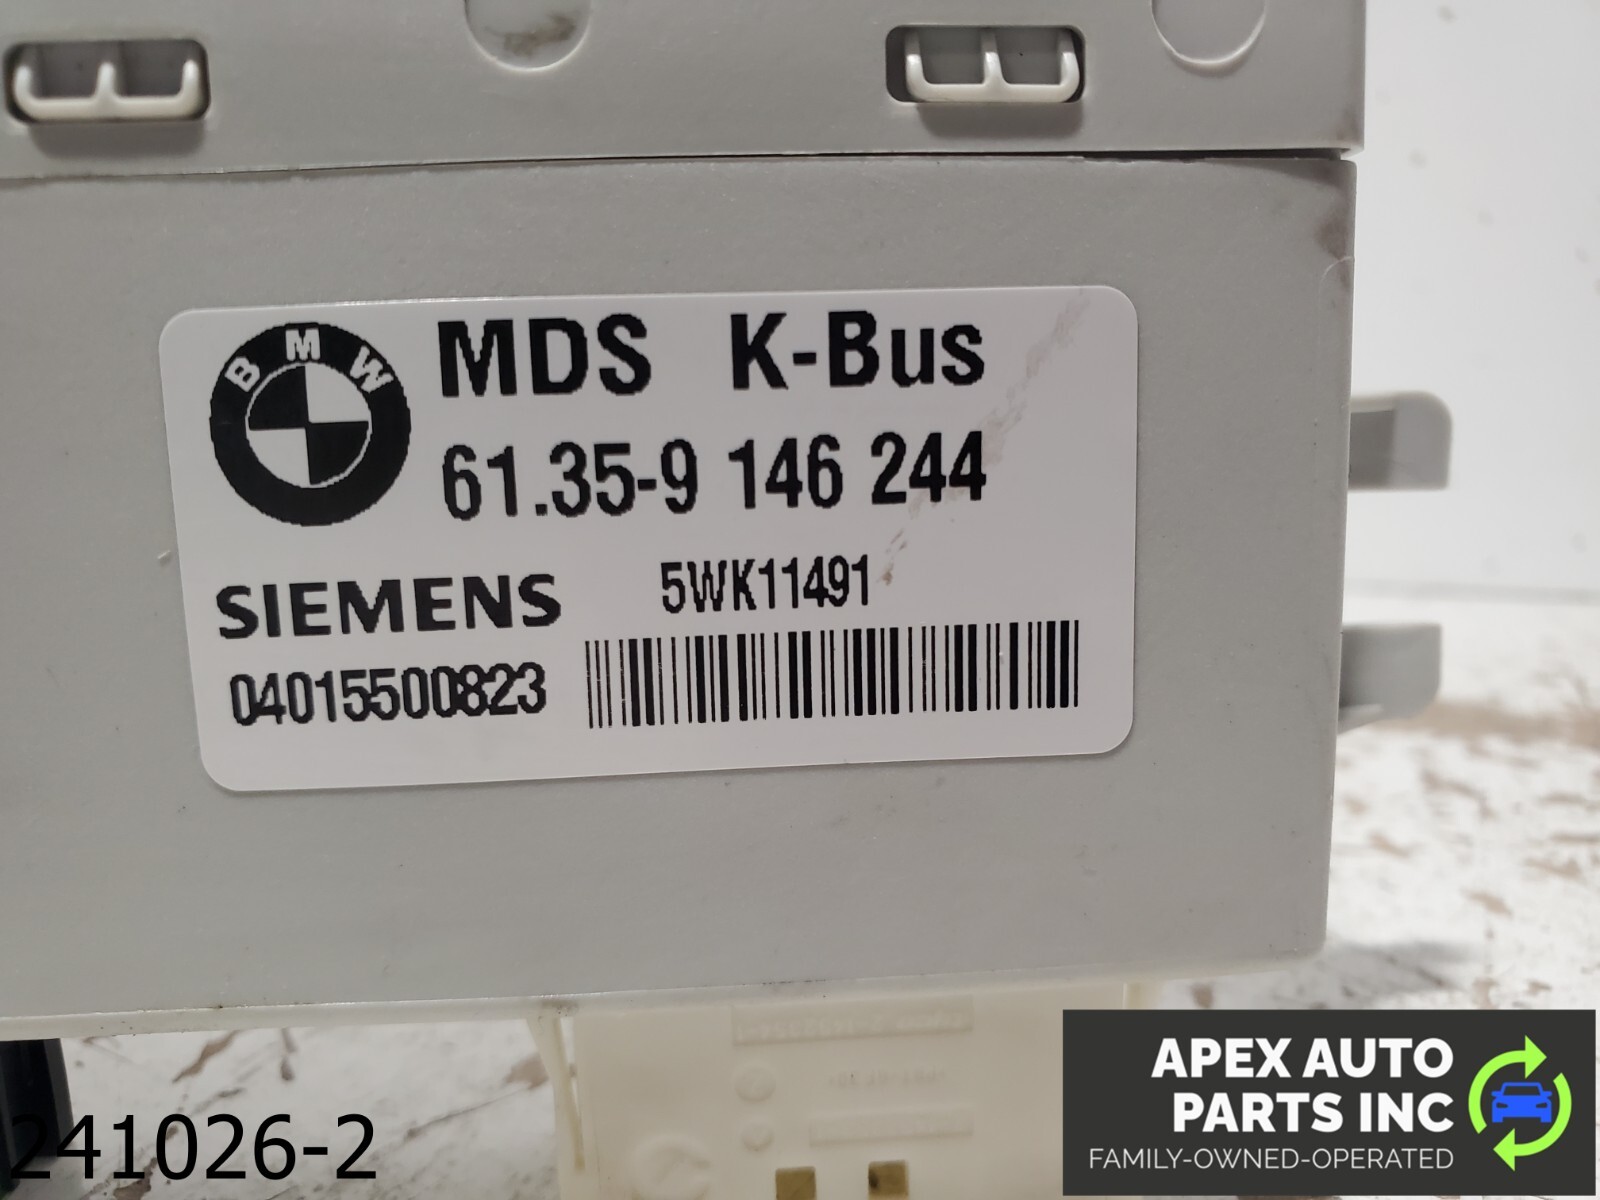 BMW
MDS K-Bus
61.35-9 146 244
SIEMENS 5WK11491
04015500823
241026-2
APEX AUTO
PARTS INC
FAMILY-OWNED-OPERATED